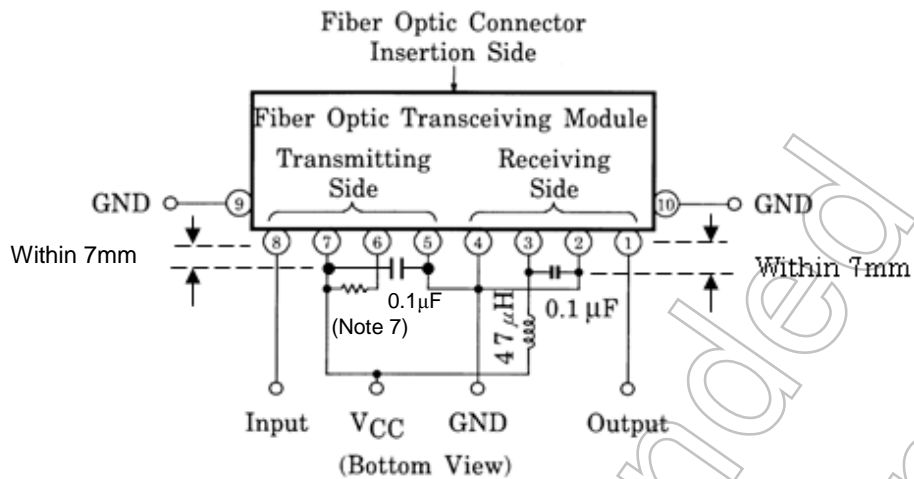 Fiber Optic Connector
Insertion Side
Fiber Optic Transceiving Module
Transmitting
Side
Receiving
Side
GND
9
10
GND
8
7
6
5
4
3
2
1
Within 7mm
Within 7mm
0.1µF
(Note 7)
47µH
0.1 µF
Input
VCC
GND
Output
(Bottom View)
nded